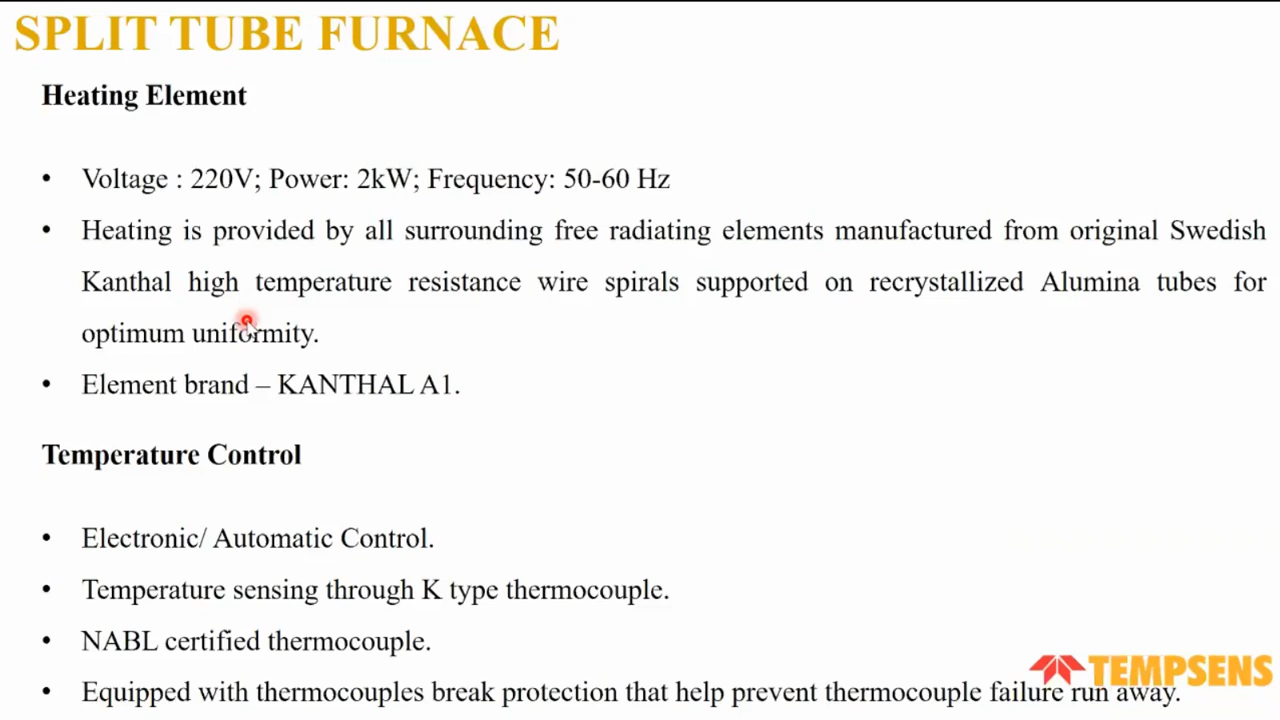 SPLIT TUBE FURNACE
Heating Element
• Voltage : 220V; Power: 2kW; Frequency: 50-60 Hz
• Heating is provided by all surrounding free radiating elements manufactured from original Swedish
Kanthal high temperature resistance wire spirals supported on recrystallized Alumina tubes for
optimum uniformity.
• Element brand – KANTHAL A1.
Temperature Control
• Electronic/ Automatic Control.
• Temperature sensing through K type thermocouple.
• NABL certified thermocouple.
• Equipped with thermocouples break protection that help prevent thermocouple failure run away.
TEMPSENS